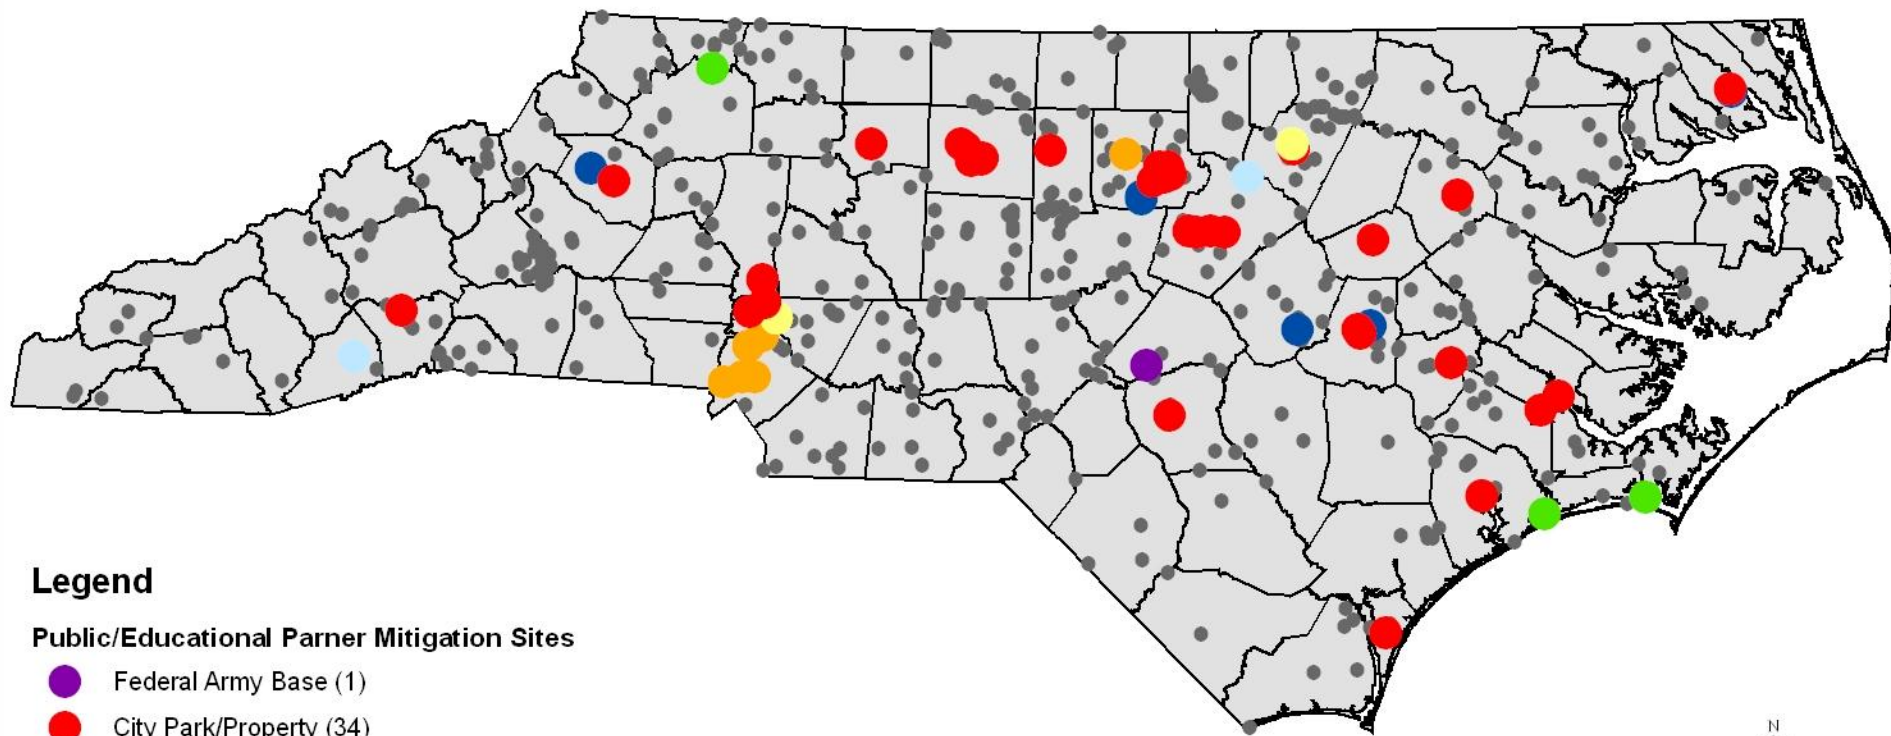 Legend
Public/Educational Parner Mitigation Sites
Federal Army Base (1)
City Park/Property (34)
N